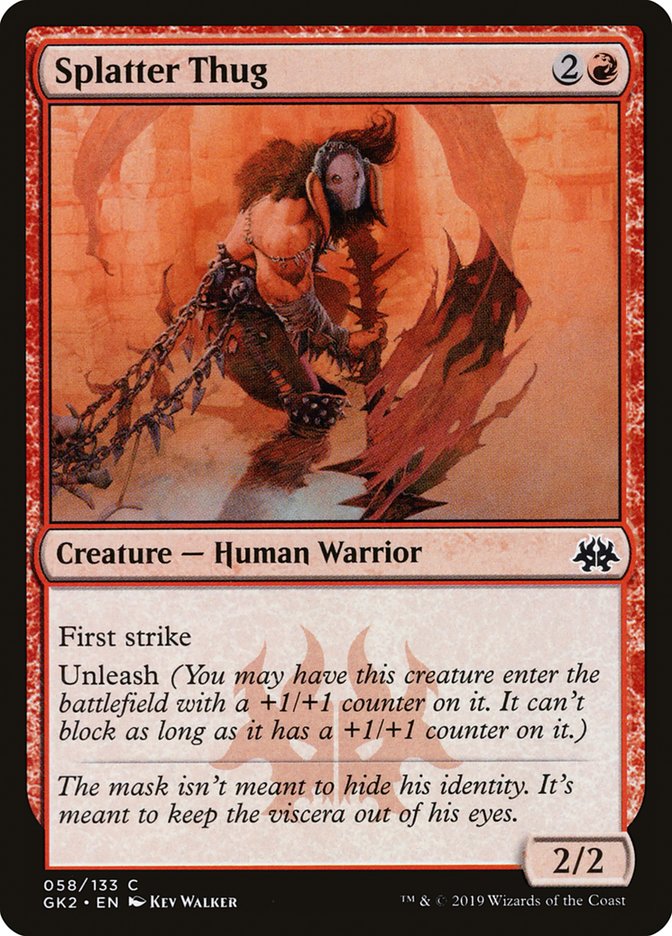 Splatter Thug 2
Creature — Human Warrior
First strike
Unleash (You may have this creature enter the
battlefield with a +1/+1 counter on it. It can't
block as long as it has a +1/+1 counter on it.)
The mask isn't meant to hide his identity. It's
meant to keep the viscera out of his eyes.
2/2
058/133 C
GK2 • EN Kev Walker
™ & © 2019 Wizards of the Coast